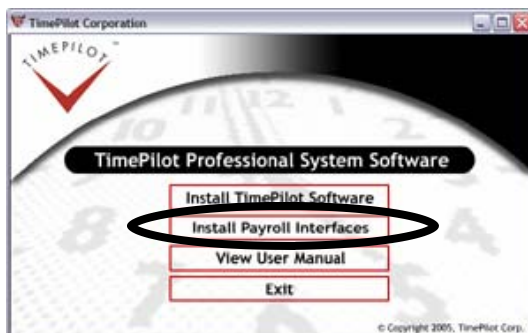 TimePilot Corporation
TIMEPILOT™
TimePilot Professional System Software
Install TimePilot Software
Install Payroll Interfaces
View User Manual
Exit
© Copyright 2005, TimePilot Corp.